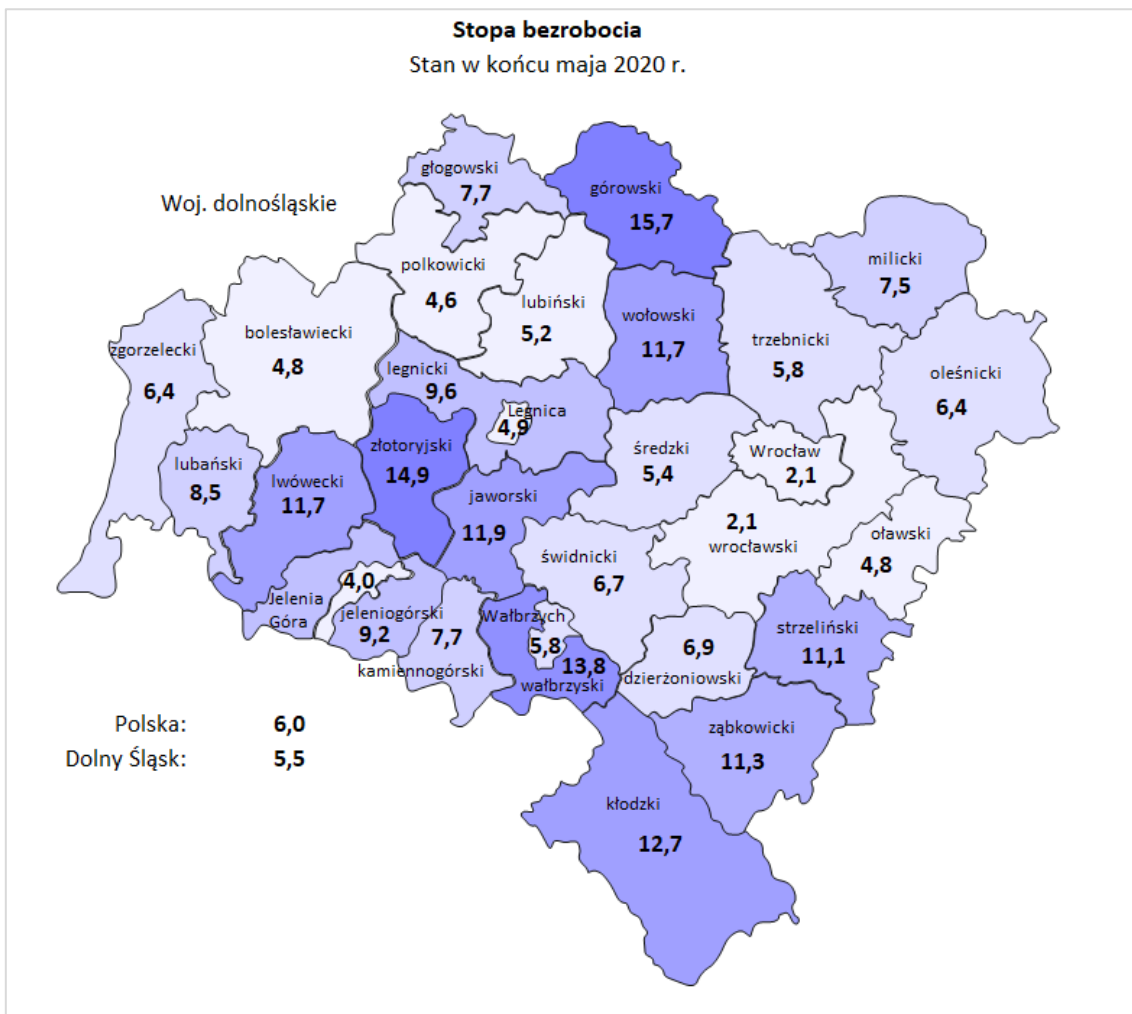 Stopa bezrobocia
Stan w końcu maja 2020 r.
Woj. dolnośląskie
głogowski
7,7
górowski
15,7
milicki
7,5
polkowicki
4,6
lubiński
5,2
wołowski
11,7
trzebnicki
5,8
oleśnicki
6,4
zgorzelecki
6,4
bolesławiecki
4,8
legnicki
9,6
Legnica
4,9
złotoryjski
14,9
średzki
5,4
Wrocław
2,1
lubański
8,5
lwówecki
11,7
jaworski
11,9
2,1
wrocławski
oławski
4,8
świdnicki
6,7
Jelenia
Góra
4,0
jeleniogórski
9,2
7,7
kamiennogórski
Wałbrzych
5,8
13,8
wałbrzyski
6,9
dzierżoniowski
strzeliński
11,1
ząbkowicki
11,3
kłodzki
12,7
Polska: 6,0
Dolny Śląsk: 5,5